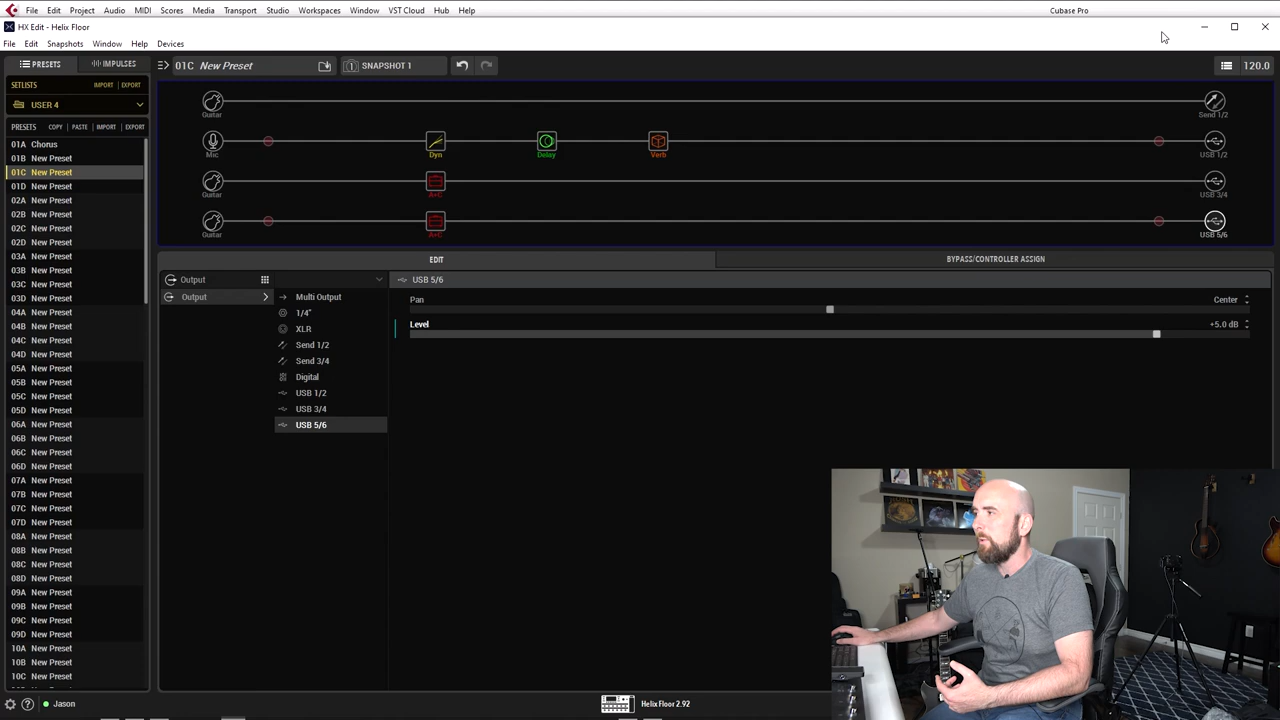 File Edit Project Audio MIDI Scores Media Transport Studio Workspaces Window VST Cloud Hub Help Cubase Pro
HX Edit - Helix Floor
File Edit Snapshots Window Help Devices
PRESETS IMPULSES 01C New Preset 1 SNAPSHOT 1 120.0
SETLISTS IMPORT EXPORT
USER 4
PRESETS COPY PASTE IMPORT EXPORT
01A Chorus
01B New Preset
01C New Preset
01D New Preset
02A New Preset
02B New Preset
02C New Preset
02D New Preset
03A New Preset
03B New Preset
03C New Preset
03D New Preset
04A New Preset
04B New Preset
04C New Preset
04D New Preset
05A New Preset
05B New Preset
05C New Preset
05D New Preset
06A New Preset
06B New Preset
06C New Preset
06D New Preset
07A New Preset
07B New Preset
07C New Preset
07D New Preset
08A New Preset
08B New Preset
08C New Preset
08D New Preset
09A New Preset
09B New Preset
09C New Preset
09D New Preset
10A New Preset
10B New Preset
10C New Preset
Guitar Send 1/2
Mic Dyn Delay Verb USB 1/2
Guitar A+C USB 3/4
Guitar A+C USB 5/6
EDIT BYPASS/CONTROLLER ASSIGN
Output USB 5/6
Output
Multi Output
1/4"
XLR
Send 1/2
Send 3/4
Digital
USB 1/2
USB 3/4
USB 5/6
Pan Center
Level +5.0 dB
Jason Helix Floor 2.92